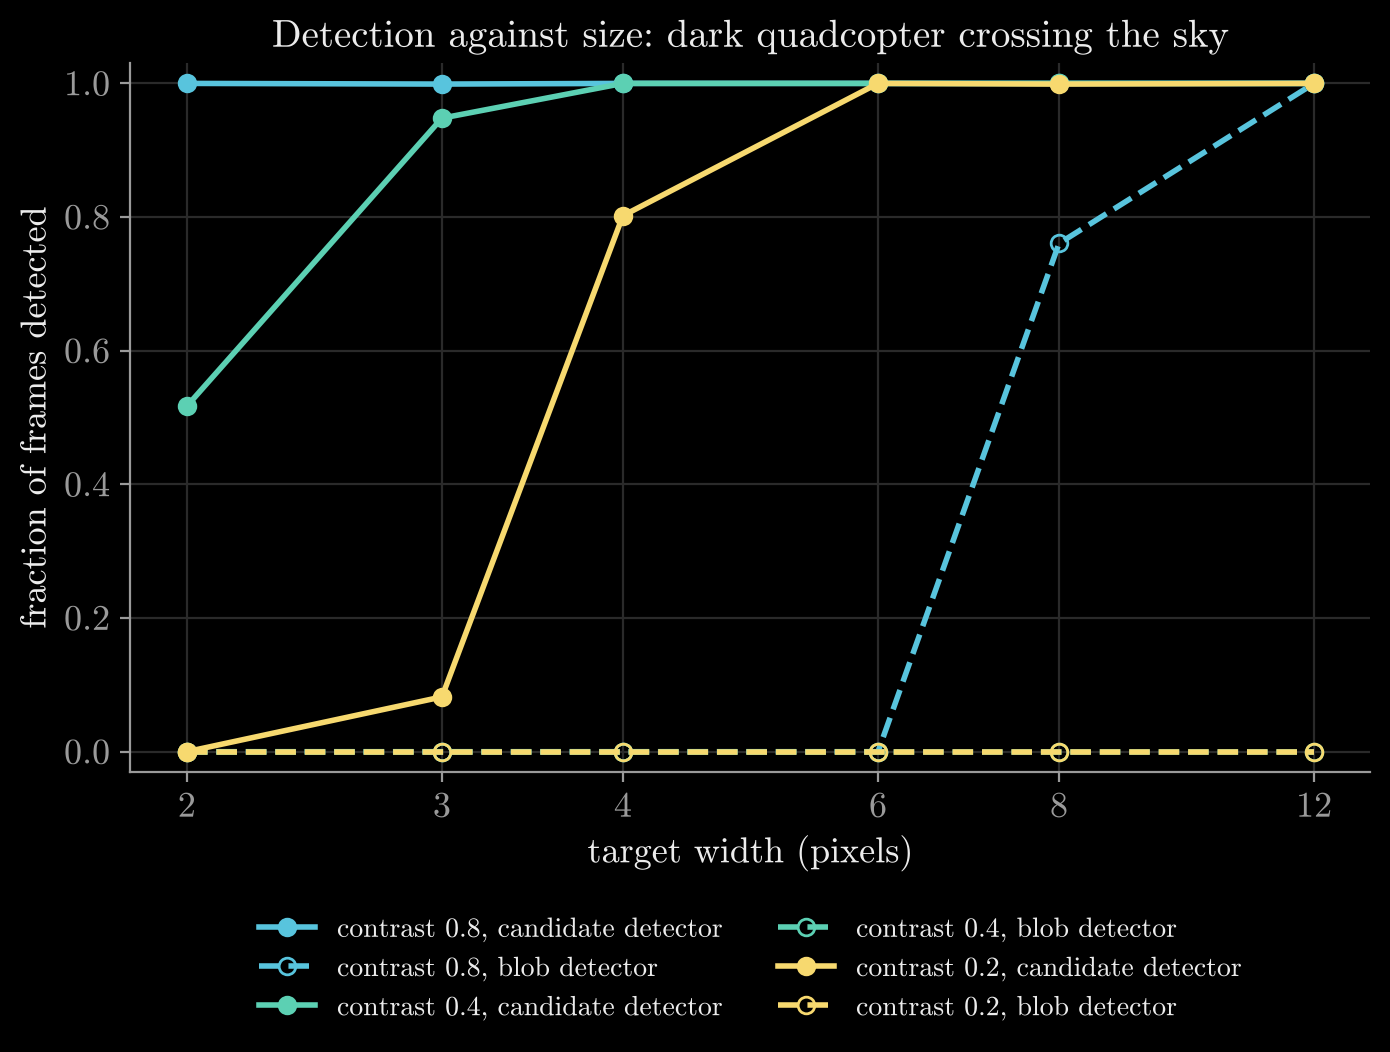 Detection against size: dark quadcopter crossing the sky
fraction of frames detected
1.0
0.8
0.6
0.4
0.2
0.0
2 3 4 6 8 12
target width (pixels)
contrast 0.8, candidate detector
contrast 0.8, blob detector
contrast 0.4, candidate detector
contrast 0.4, blob detector
contrast 0.2, candidate detector
contrast 0.2, blob detector